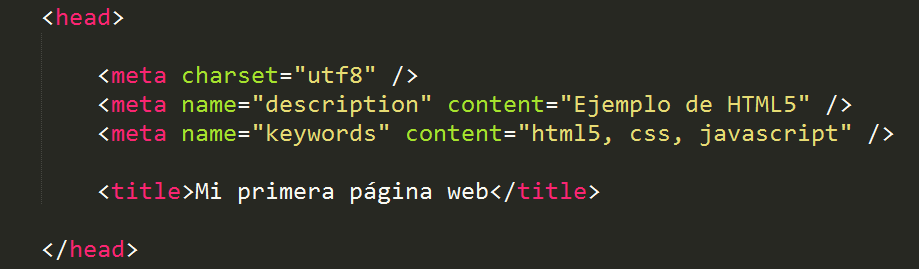 <head>
<meta charset="utf8" />
<meta name="description" content="Ejemplo de HTML5" />
<meta name="keywords" content="html5, css, javascript" />
<title>Mi primera página web</title>
</head>